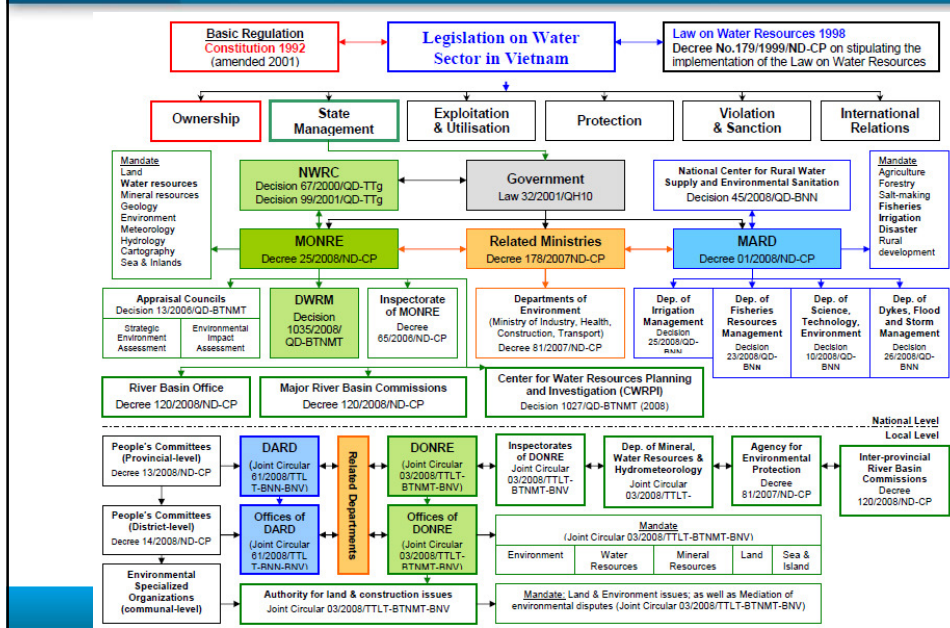 Basic Regulation
Constitution 1992
(amended 2001)
Legislation on Water
Sector in Vietnam
Law on Water Resources 1998
Decree No.179/1999/ND-CP on stipulating the
implementation of the Law on Water Resources
Ownership
State
Management
Exploitation
& Utilisation
Protection
Violation
& Sanction
International
Relations
Mandate
Land
Water resources
Mineral resources
Geology
Environment
Meteorology
Hydrology
Cartography
Sea & Inlands
NWRC
Decision 67/2000/QD-TTg
Decision 99/2001/QD-TTg
Government
Law 32/2001/QH10
National Center for Rural Water
Supply and Environmental Sanitation
Decision 45/2008/QD-BNN
Mandate
Agriculture
Forestry
Salt-making
Fisheries
Irrigation
Disaster
Rural
development
MONRE
Decree 25/2008/ND-CP
Related Ministries
Decree 178/2007ND-CP
MARD
Decree 01/2008/ND-CP
Appraisal Councils
Decision 13/2006/QD-BTNMT
Strategic
Environment
Assessment
Environmental
Impact
Assessment
DWRM
Decision
1035/2008/
QD-BTNMT
Inspectorate
of MONRE
Decree
65/2006/ND-CP
Departments of
Environment
(Ministry of Industry, Health,
Construction, Transport)
Decree 81/2007/ND-CP
Dep. of
Irrigation
Management
Decision
25/2008/QD-
BNN
Dep. of
Fisheries
Resources
Management
Decision
23/2008/QD-
BNN
Dep. of
Science,
Technology,
Environment
Decision
10/2008/QD-
BNN
Dep. of
Dykes, Flood
and Storm
Management
Decision
26/2008/QD-
BNN
River Basin Office
Decree 120/2008/ND-CP
Major River Basin Commissions
Decree 120/2008/ND-CP
Center for Water Resources Planning
and Investigation (CWRPI)
Decision 1027/QD-BTNMT (2008)
National Level
Local Level
People's Committees
(Provincial-level)
Decree 13/2008/ND-CP
DARD
(Joint Circular
61/2008/TTL
T-BNN-BNV)
Related Departments
DONRE
(Joint Circular
03/2008/TTLT-
BTNMT-BNV)
Inspectorates
of DONRE
Joint Circular
03/2008/TTLT-
BTNMT-BNV
Dep. of Mineral,
Water Resources &
Hydrometeorology
Joint Circular
03/2008/TTLT-
Agency for
Environmental
Protection
Decree
81/2007/ND-CP
Inter-provincial
River Basin
Commissions
Decree
120/2008/ND-CP
People's Committees
(District-level)
Decree 14/2008/ND-CP
Offices of
DARD
(Joint Circular
61/2008/TTL
T-BNN-BNV)
Offices of
DONRE
(Joint Circular
03/2008/TTLT-
BTNMT-BNV)
Mandate
(Joint Circular 03/2008/TTLT-BTNMT-BNV)
Environment
Water
Resources
Mineral
Resources
Land
Sea &
Island
Environmental
Specialized
Organizations
(communal-level)
Authority for land & construction issues
Joint Circular 03/2008/TTLT-BTNMT-BNV
Mandate: Land & Environment issues; as well as Mediation of
environmental disputes (Joint Circular 03/2008/TTLT-BTNMT-BNV)